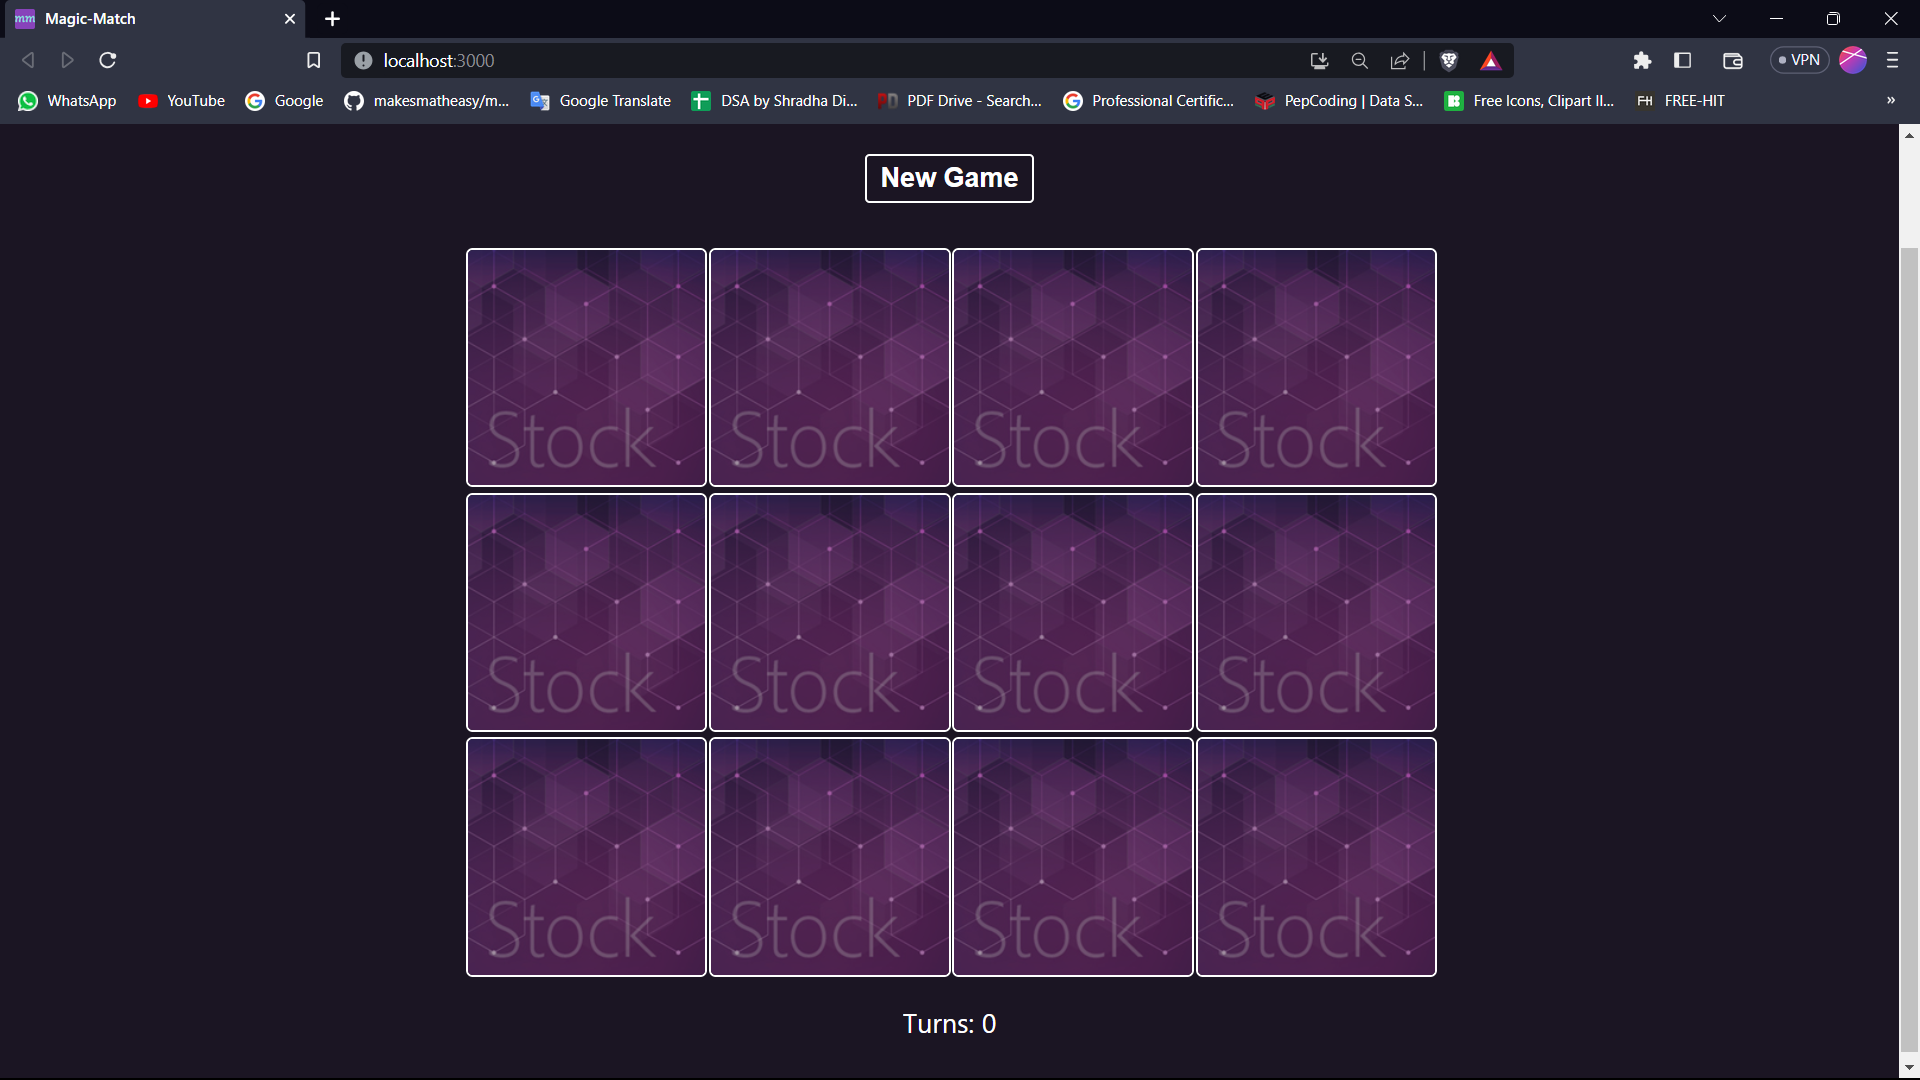 mm Magic-Match
localhost:3000
VPN
WhatsApp YouTube Google makesmatheasy/m... Google Translate DSA by Shradha Di... PDF Drive - Search... Professional Certific... PepCoding | Data S... Free Icons, Clipart Il... FH FREE-HIT »
New Game
Stock Stock Stock Stock
Stock Stock Stock Stock
Stock Stock Stock Stock
Turns: 0